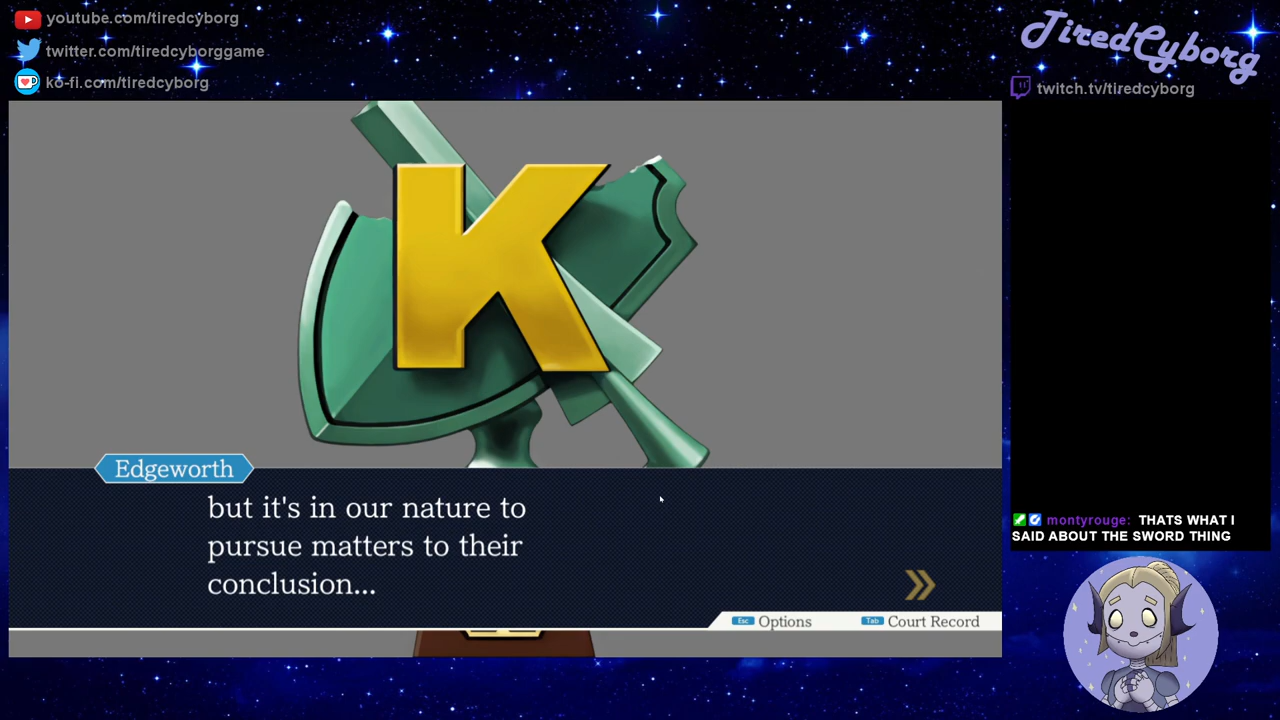 youtube.com/tiredcyborg
twitter.com/tiredcyborggame
ko-fi.com/tiredcyborg
TiredCyborg
twitch.tv/tiredcyborg
K
Edgeworth
but it's in our nature to
pursue matters to their
conclusion...
Esc Options
Tab Court Record
montyrouge: THATS WHAT I
SAID ABOUT THE SWORD THING